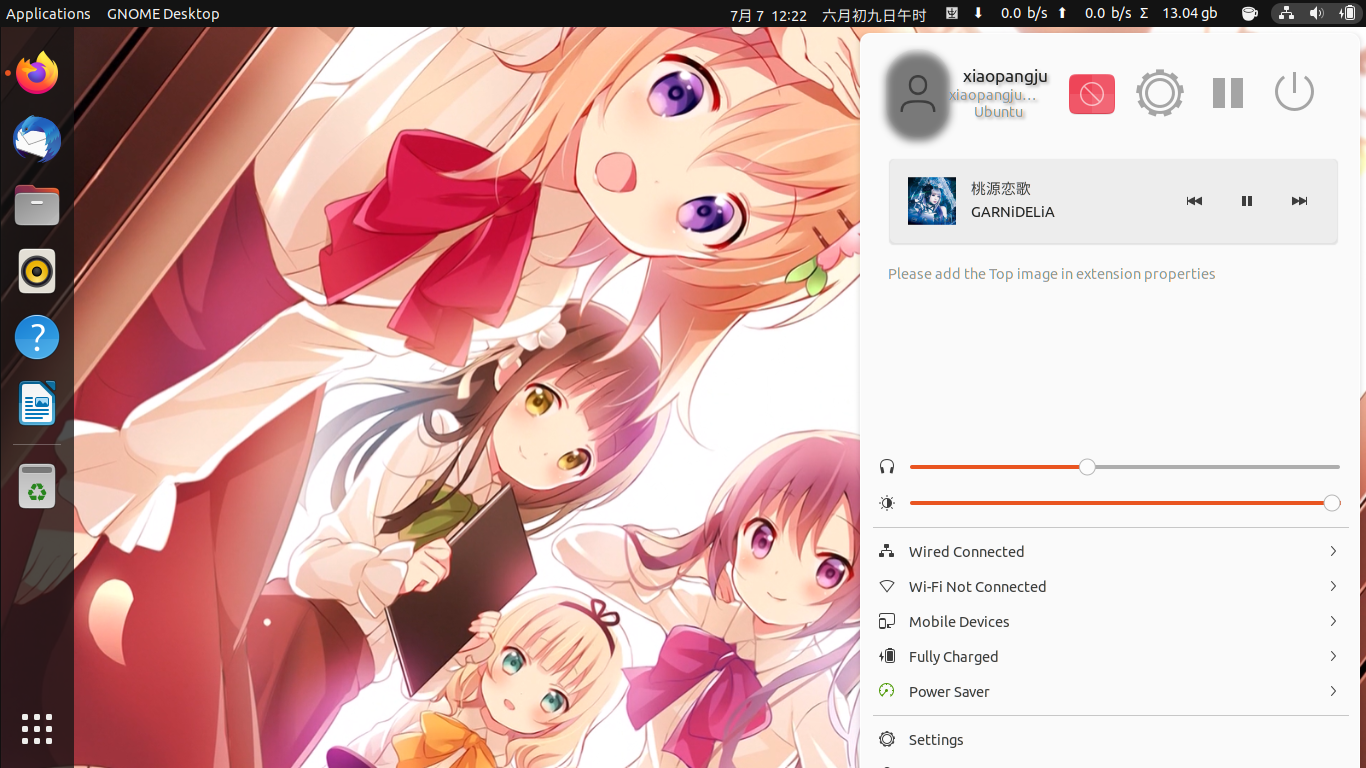 Applications GNOME Desktop 7月 7 12:22 六月初九日午时 ⬇ 0.0 b/s ⬆ 0.0 b/s Σ 13.04 gb
xiaopangju
xiaopangju…
Ubuntu
桃源恋歌
GARNiDELiA
Please add the Top image in extension properties
Wired Connected
Wi-Fi Not Connected
Mobile Devices
Fully Charged
Power Saver
Settings